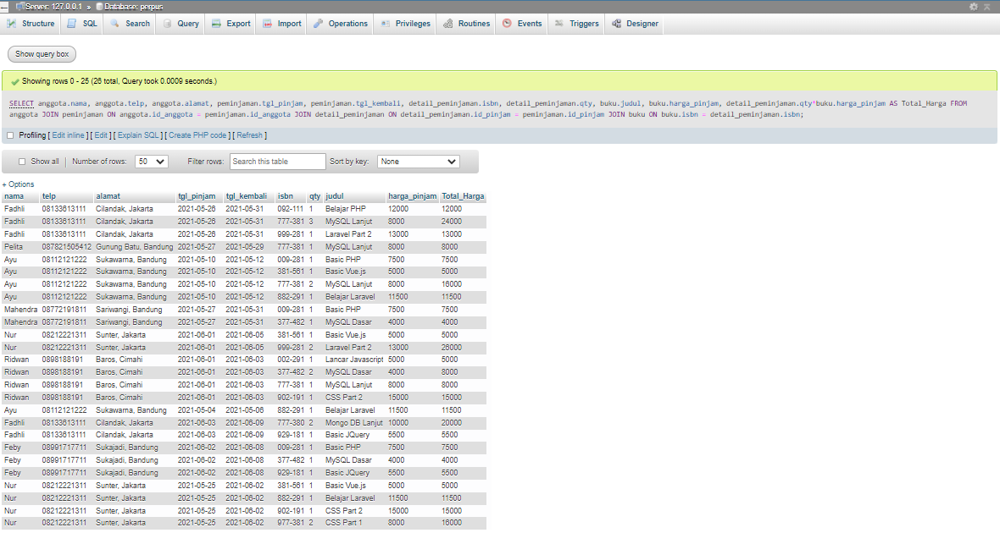 Server: 127.0.0.1 » Database: perpus
Structure SQL Search Query Export Import Operations Privileges Routines Events Triggers Designer
Show query box
Showing rows 0 - 25 (26 total, Query took 0.0009 seconds.)
SELECT anggota.nama, anggota.telp, anggota.alamat, peminjaman.tgl_pinjam, peminjaman.tgl_kembali, detail_peminjaman.isbn, detail_peminjaman.qty, buku.judul, buku.harga_pinjam, detail_peminjaman.qty*buku.harga_pinjam AS Total_Harga FROM
anggota JOIN peminjaman ON anggota.id_anggota = peminjaman.id_anggota JOIN detail_peminjaman ON detail_peminjaman.id_pinjam = peminjaman.id_pinjam JOIN buku ON buku.isbn = detail_peminjaman.isbn;
Profiling [ Edit inline ] [ Edit ] [ Explain SQL ] [ Create PHP code ] [ Refresh ]
Show all | Number of rows: 50 Filter rows: Search this table Sort by key: None
+ Options
nama telp alamat tgl_pinjam tgl_kembali isbn qty judul harga_pinjam Total_Harga
Fadhli 08133613111 Cilandak, Jakarta 2021-05-26 2021-05-31 092-111 1 Belajar PHP 12000 12000
Fadhli 08133613111 Cilandak, Jakarta 2021-05-26 2021-05-31 777-381 3 MySQL Lanjut 8000 24000
Fadhli 08133613111 Cilandak, Jakarta 2021-05-26 2021-05-31 999-281 1 Laravel Part 2 13000 13000
Pelita 087821505412 Gunung Batu, Bandung 2021-05-27 2021-05-29 777-381 1 MySQL Lanjut 8000 8000
Ayu 08112121222 Sukawarna, Bandung 2021-05-10 2021-05-12 009-281 1 Basic PHP 7500 7500
Ayu 08112121222 Sukawarna, Bandung 2021-05-10 2021-05-12 381-561 1 Basic Vue.js 5000 5000
Ayu 08112121222 Sukawarna, Bandung 2021-05-10 2021-05-12 777-381 2 MySQL Lanjut 8000 16000
Ayu 08112121222 Sukawarna, Bandung 2021-05-10 2021-05-12 882-291 1 Belajar Laravel 11500 11500
Mahendra 08772191811 Sariwangi, Bandung 2021-05-27 2021-05-31 009-281 1 Basic PHP 7500 7500
Mahendra 08772191811 Sariwangi, Bandung 2021-05-27 2021-05-31 377-482 1 MySQL Dasar 4000 4000
Nur 08212221311 Sunter, Jakarta 2021-06-01 2021-06-05 381-561 1 Basic Vue.js 5000 5000
Nur 08212221311 Sunter, Jakarta 2021-06-01 2021-06-05 999-281 2 Laravel Part 2 13000 26000
Ridwan 0898188191 Baros, Cimahi 2021-06-01 2021-06-03 002-291 1 Lancar Javascript 5000 5000
Ridwan 0898188191 Baros, Cimahi 2021-06-01 2021-06-03 377-482 2 MySQL Dasar 4000 8000
Ridwan 0898188191 Baros, Cimahi 2021-06-01 2021-06-03 777-381 1 MySQL Lanjut 8000 8000
Ridwan 0898188191 Baros, Cimahi 2021-06-01 2021-06-03 902-191 1 CSS Part 2 15000 15000
Ayu 08112121222 Sukawarna, Bandung 2021-05-04 2021-05-06 882-291 1 Belajar Laravel 11500 11500
Fadhli 08133613111 Cilandak, Jakarta 2021-06-03 2021-06-09 777-380 2 Mongo DB Lanjut 10000 20000
Fadhli 08133613111 Cilandak, Jakarta 2021-06-03 2021-06-09 929-181 1 Basic JQuery 5500 5500
Feby 08991717711 Sukajadi, Bandung 2021-06-02 2021-06-08 009-281 1 Basic PHP 7500 7500
Feby 08991717711 Sukajadi, Bandung 2021-06-02 2021-06-08 377-482 1 MySQL Dasar 4000 4000
Feby 08991717711 Sukajadi, Bandung 2021-06-02 2021-06-08 929-181 1 Basic JQuery 5500 5500
Nur 08212221311 Sunter, Jakarta 2021-05-25 2021-06-02 381-561 1 Basic Vue.js 5000 5000
Nur 08212221311 Sunter, Jakarta 2021-05-25 2021-06-02 882-291 1 Belajar Laravel 11500 11500
Nur 08212221311 Sunter, Jakarta 2021-05-25 2021-06-02 902-191 1 CSS Part 2 15000 15000
Nur 08212221311 Sunter, Jakarta 2021-05-25 2021-06-02 977-381 2 CSS Part 1 8000 16000